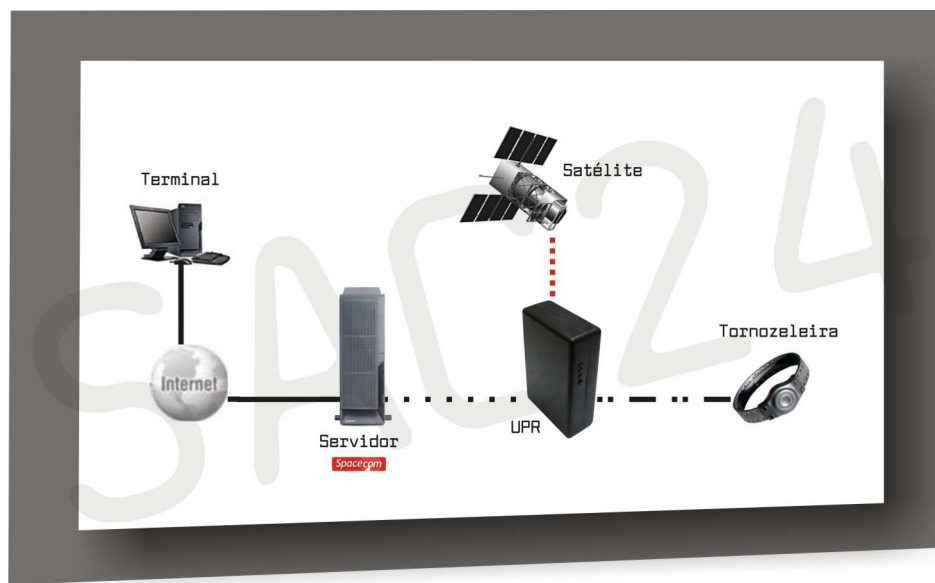 SAC24
Satélite
Terminal
Tornozeleira
Internet
UPR
Servidor
Spacecom